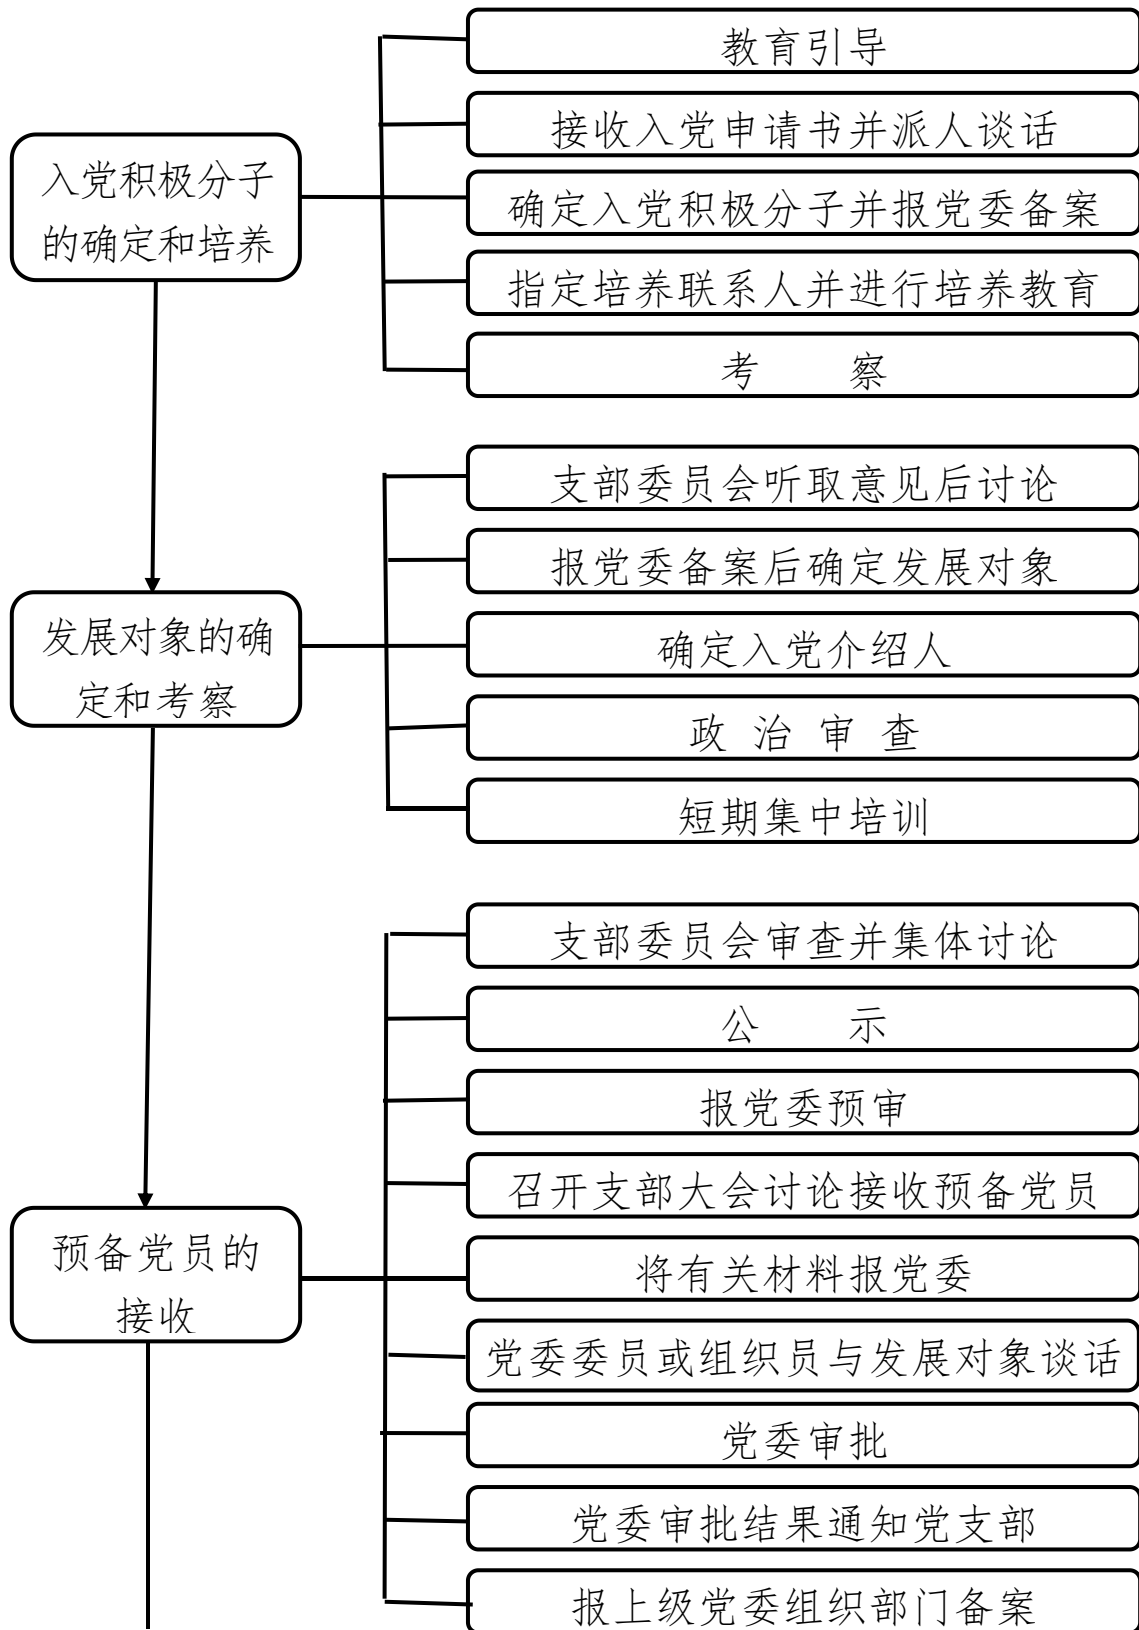 教育引导
接收入党申请书并派人谈话
入党积极分子
的确定和培养
确定入党积极分子并报党委备案
指定培养联系人并进行培养教育
考 察
支部委员会听取意见后讨论
报党委备案后确定发展对象
发展对象的确
定和考察
确定入党介绍人
政 治 审 查
短期集中培训
支部委员会审查并集体讨论
公 示
报党委预审
召开支部大会讨论接收预备党员
预备党员的
接收
将有关材料报党委
党委委员或组织员与发展对象谈话
党委审批
党委审批结果通知党支部
报上级党委组织部门备案